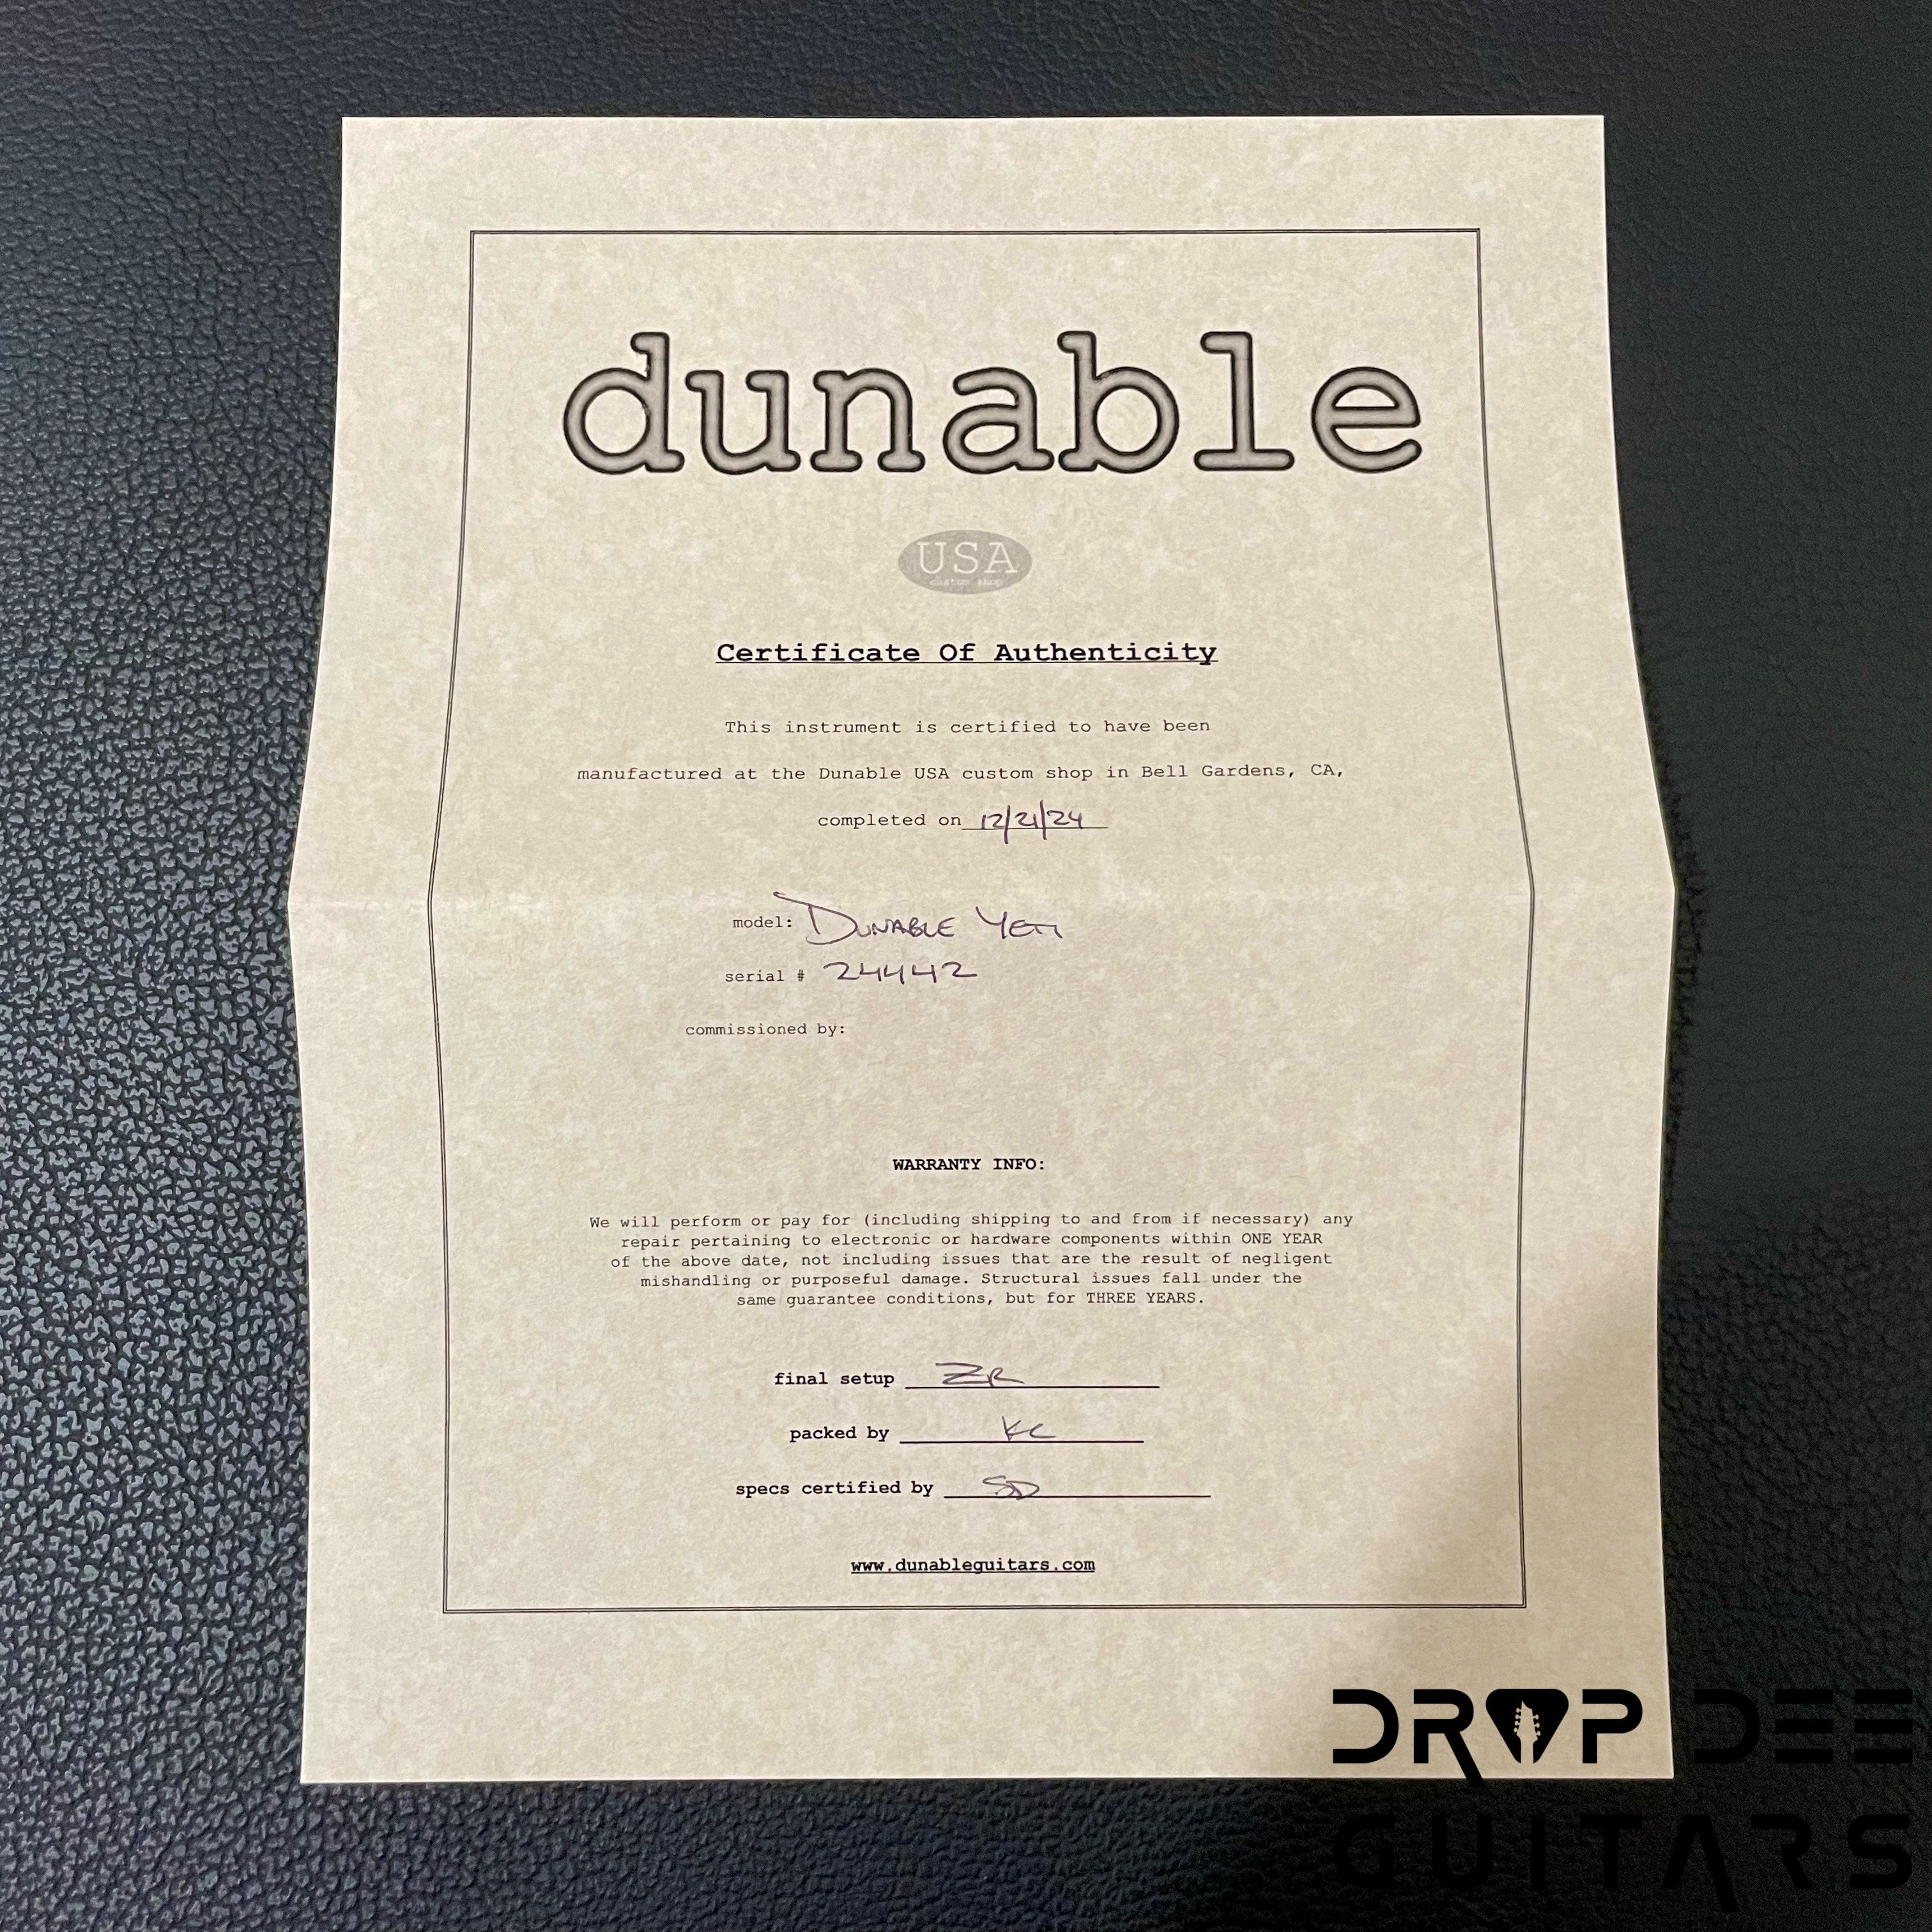 dunable
USA
custom shop
Certificate Of Authenticity
This instrument is certified to have been
manufactured at the Dunable USA custom shop in Bell Gardens, CA,
completed on 12/21/24
model: DUNABLE YETI
serial # 24442
commissioned by:
WARRANTY INFO:
We will perform or pay for (including shipping to and from if necessary) any
repair pertaining to electronic or hardware components within ONE YEAR
of the above date, not including issues that are the result of negligent
mishandling or purposeful damage. Structural issues fall under the
same guarantee conditions, but for THREE YEARS.
final setup ZR
packed by KC
specs certified by SD
www.dunableguitars.com
DROP DEE
GUITARS